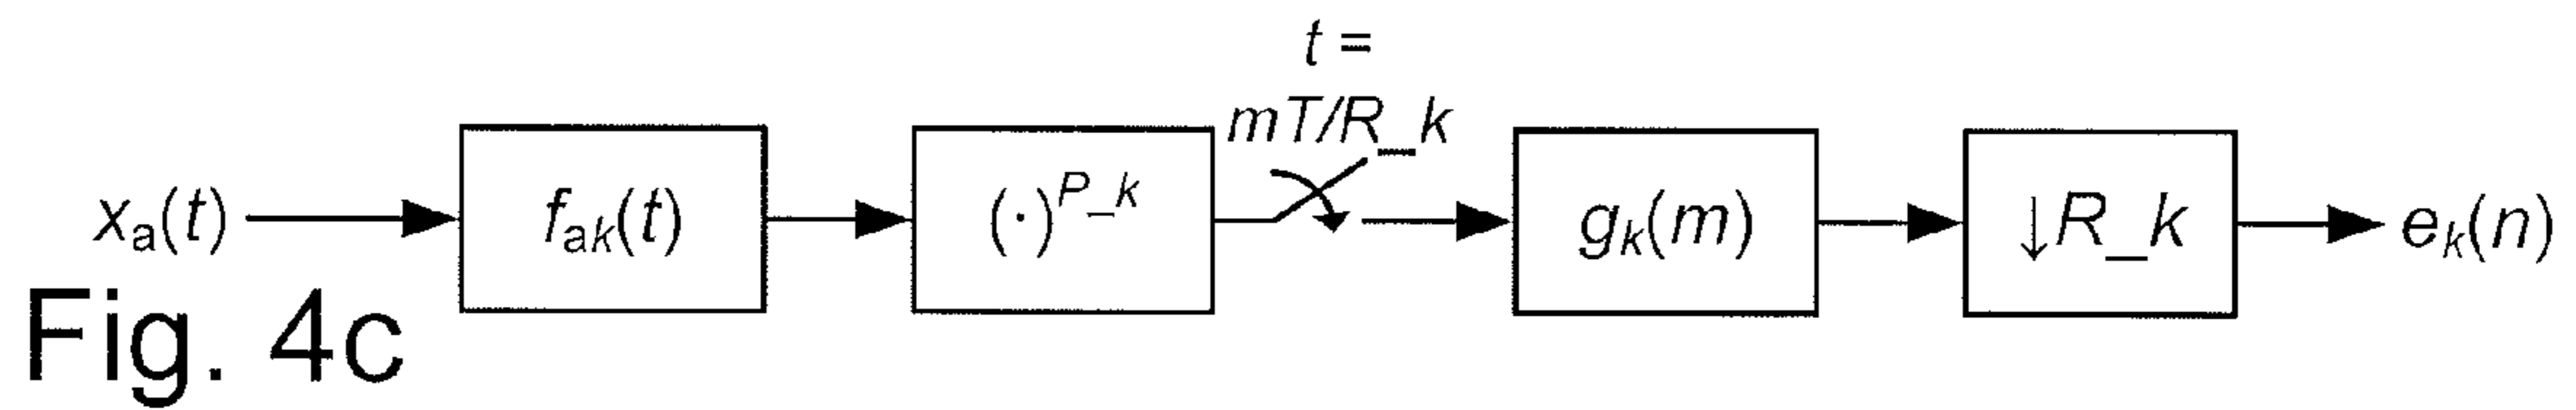 t =
mT/R_k
xa(t) fak(t) (·)^P_k gk(m) ↓R_k ek(n)
Fig. 4c